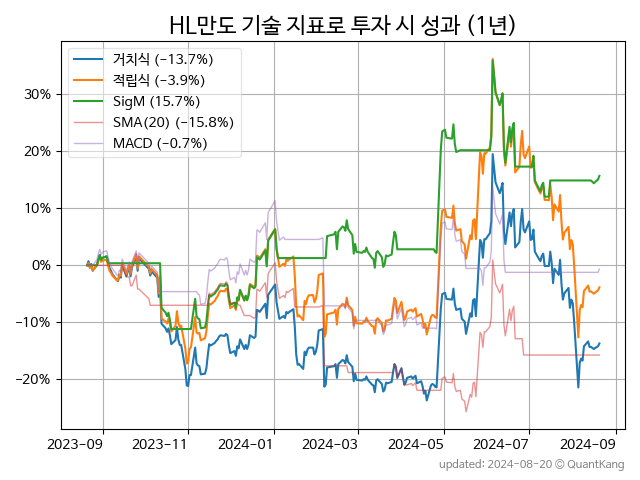 HL만도 기술 지표로 투자 시 성과 (1년)
거치식 (−13.7%)
적립식 (−3.9%)
SigM (15.7%)
SMA(20) (−15.8%)
MACD (−0.7%)
30%
20%
10%
0%
−10%
−20%
2023-09 2023-11 2024-01 2024-03 2024-05 2024-07 2024-09
updated: 2024-08-20 © QuantKang